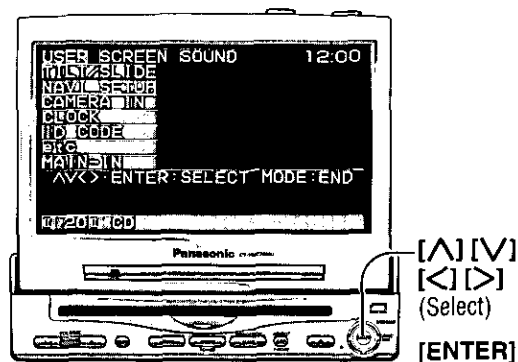 USER SCREEN SOUND 12:00
TILT/SLIDE
NAVI SETUP
CAMERA IN
CLOCK
ID CODE
etc
MAIN⊃IN
∧∨<>:ENTER:SELECT MODE:END
CD
Panasonic
[∧] [∨]
[<] [>]
(Select)
[ENTER]